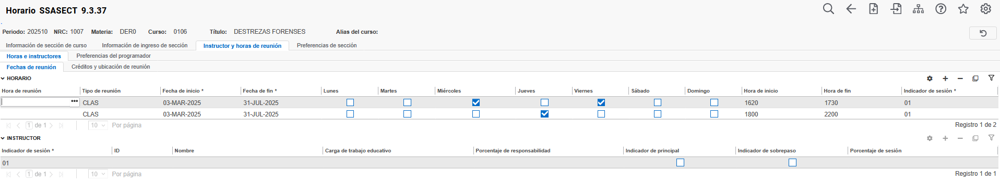 Horario SSASECT 9.3.37
Periodo: 202510 NRC: 1007 Materia: DER0 Curso: 0106 Título: DESTREZAS FORENSES Alias del curso:
Información de sección de curso Información de ingreso de sección Instructor y horas de reunión Preferencias de sección
Horas e instructores Preferencias del programador
Fechas de reunión Créditos y ubicación de reunión
HORARIO
Hora de reunión Tipo de reunión Fecha de inicio * Fecha de fin * Lunes Martes Miércoles Jueves Viernes Sábado Domingo Hora de inicio Hora de fin Indicador de sesión *
CLAS 03-MAR-2025 31-JUL-2025 1620 1730 01
CLAS 03-MAR-2025 31-JUL-2025 1800 2200 01
1 de 1 10 Por página Registro 1 de 2
INSTRUCTOR
Indicador de sesión * ID Nombre Carga de trabajo educativo Porcentaje de responsabilidad Indicador de principal Indicador de sobrepaso Porcentaje de sesión
01
1 de 1 10 Por página Registro 1 de 1